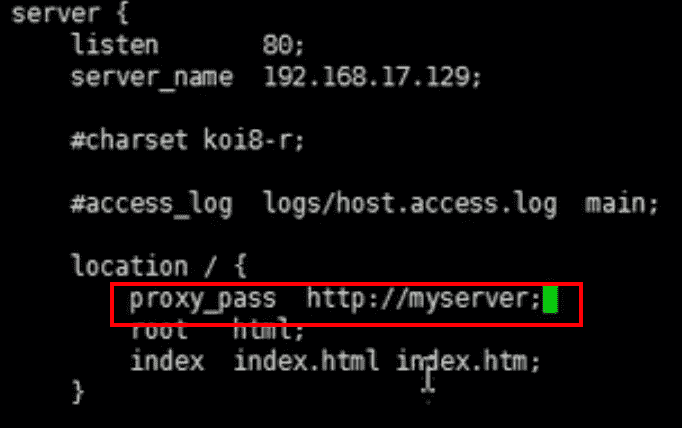 server {
listen 80;
server_name 192.168.17.129;
#charset koi8-r;
#access_log logs/host.access.log main;
location / {
proxy_pass http://myserver;
root html;
index index.html index.htm;
}